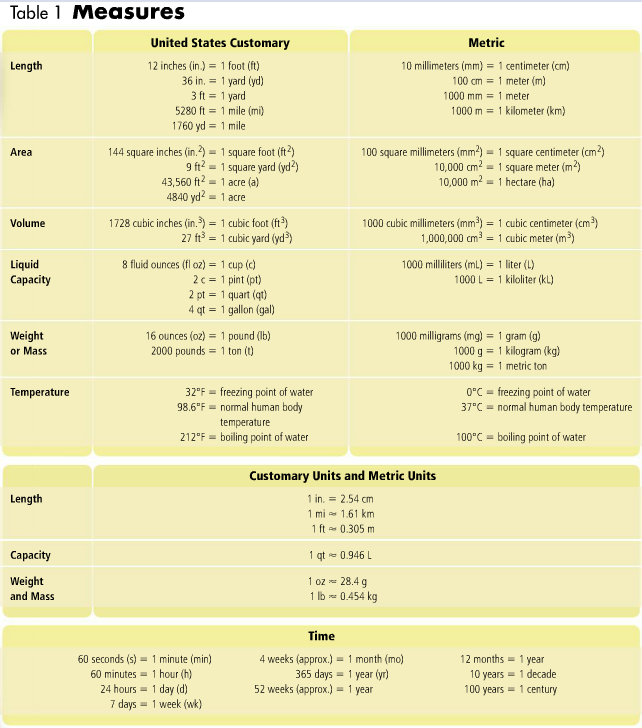 Table 1 Measures
United States Customary
Metric
Length
12 inches (in.) = 1 foot (ft)
36 in. = 1 yard (yd)
3 ft = 1 yard
5280 ft = 1 mile (mi)
1760 yd = 1 mile
10 millimeters (mm) = 1 centimeter (cm)
100 cm = 1 meter (m)
1000 mm = 1 meter
1000 m = 1 kilometer (km)
Area
144 square inches (in.²) = 1 square foot (ft²)
9 ft² = 1 square yard (yd²)
43,560 ft² = 1 acre (a)
4840 yd² = 1 acre
100 square millimeters (mm²) = 1 square centimeter (cm²)
10,000 cm² = 1 square meter (m²)
10,000 m² = 1 hectare (ha)
Volume
1728 cubic inches (in.³) = 1 cubic foot (ft³)
27 ft³ = 1 cubic yard (yd³)
1000 cubic millimeters (mm³) = 1 cubic centimeter (cm³)
1,000,000 cm³ = 1 cubic meter (m³)
Liquid
Capacity
8 fluid ounces (fl oz) = 1 cup (c)
2 c = 1 pint (pt)
2 pt = 1 quart (qt)
4 qt = 1 gallon (gal)
1000 milliliters (mL) = 1 liter (L)
1000 L = 1 kiloliter (kL)
Weight
or Mass
16 ounces (oz) = 1 pound (lb)
2000 pounds = 1 ton (t)
1000 milligrams (mg) = 1 gram (g)
1000 g = 1 kilogram (kg)
1000 kg = 1 metric ton
Temperature
32°F = freezing point of water
98.6°F = normal human body
temperature
212°F = boiling point of water
0°C = freezing point of water
37°C = normal human body temperature
100°C = boiling point of water
Customary Units and Metric Units
Length
1 in. = 2.54 cm
1 mi ≈ 1.61 km
1 ft ≈ 0.305 m
Capacity
1 qt ≈ 0.946 L
Weight
and Mass
1 oz ≈ 28.4 g
1 lb ≈ 0.454 kg
Time
60 seconds (s) = 1 minute (min)
60 minutes = 1 hour (h)
24 hours = 1 day (d)
7 days = 1 week (wk)
4 weeks (approx.) = 1 month (mo)
365 days = 1 year (yr)
52 weeks (approx.) = 1 year
12 months = 1 year
10 years = 1 decade
100 years = 1 century